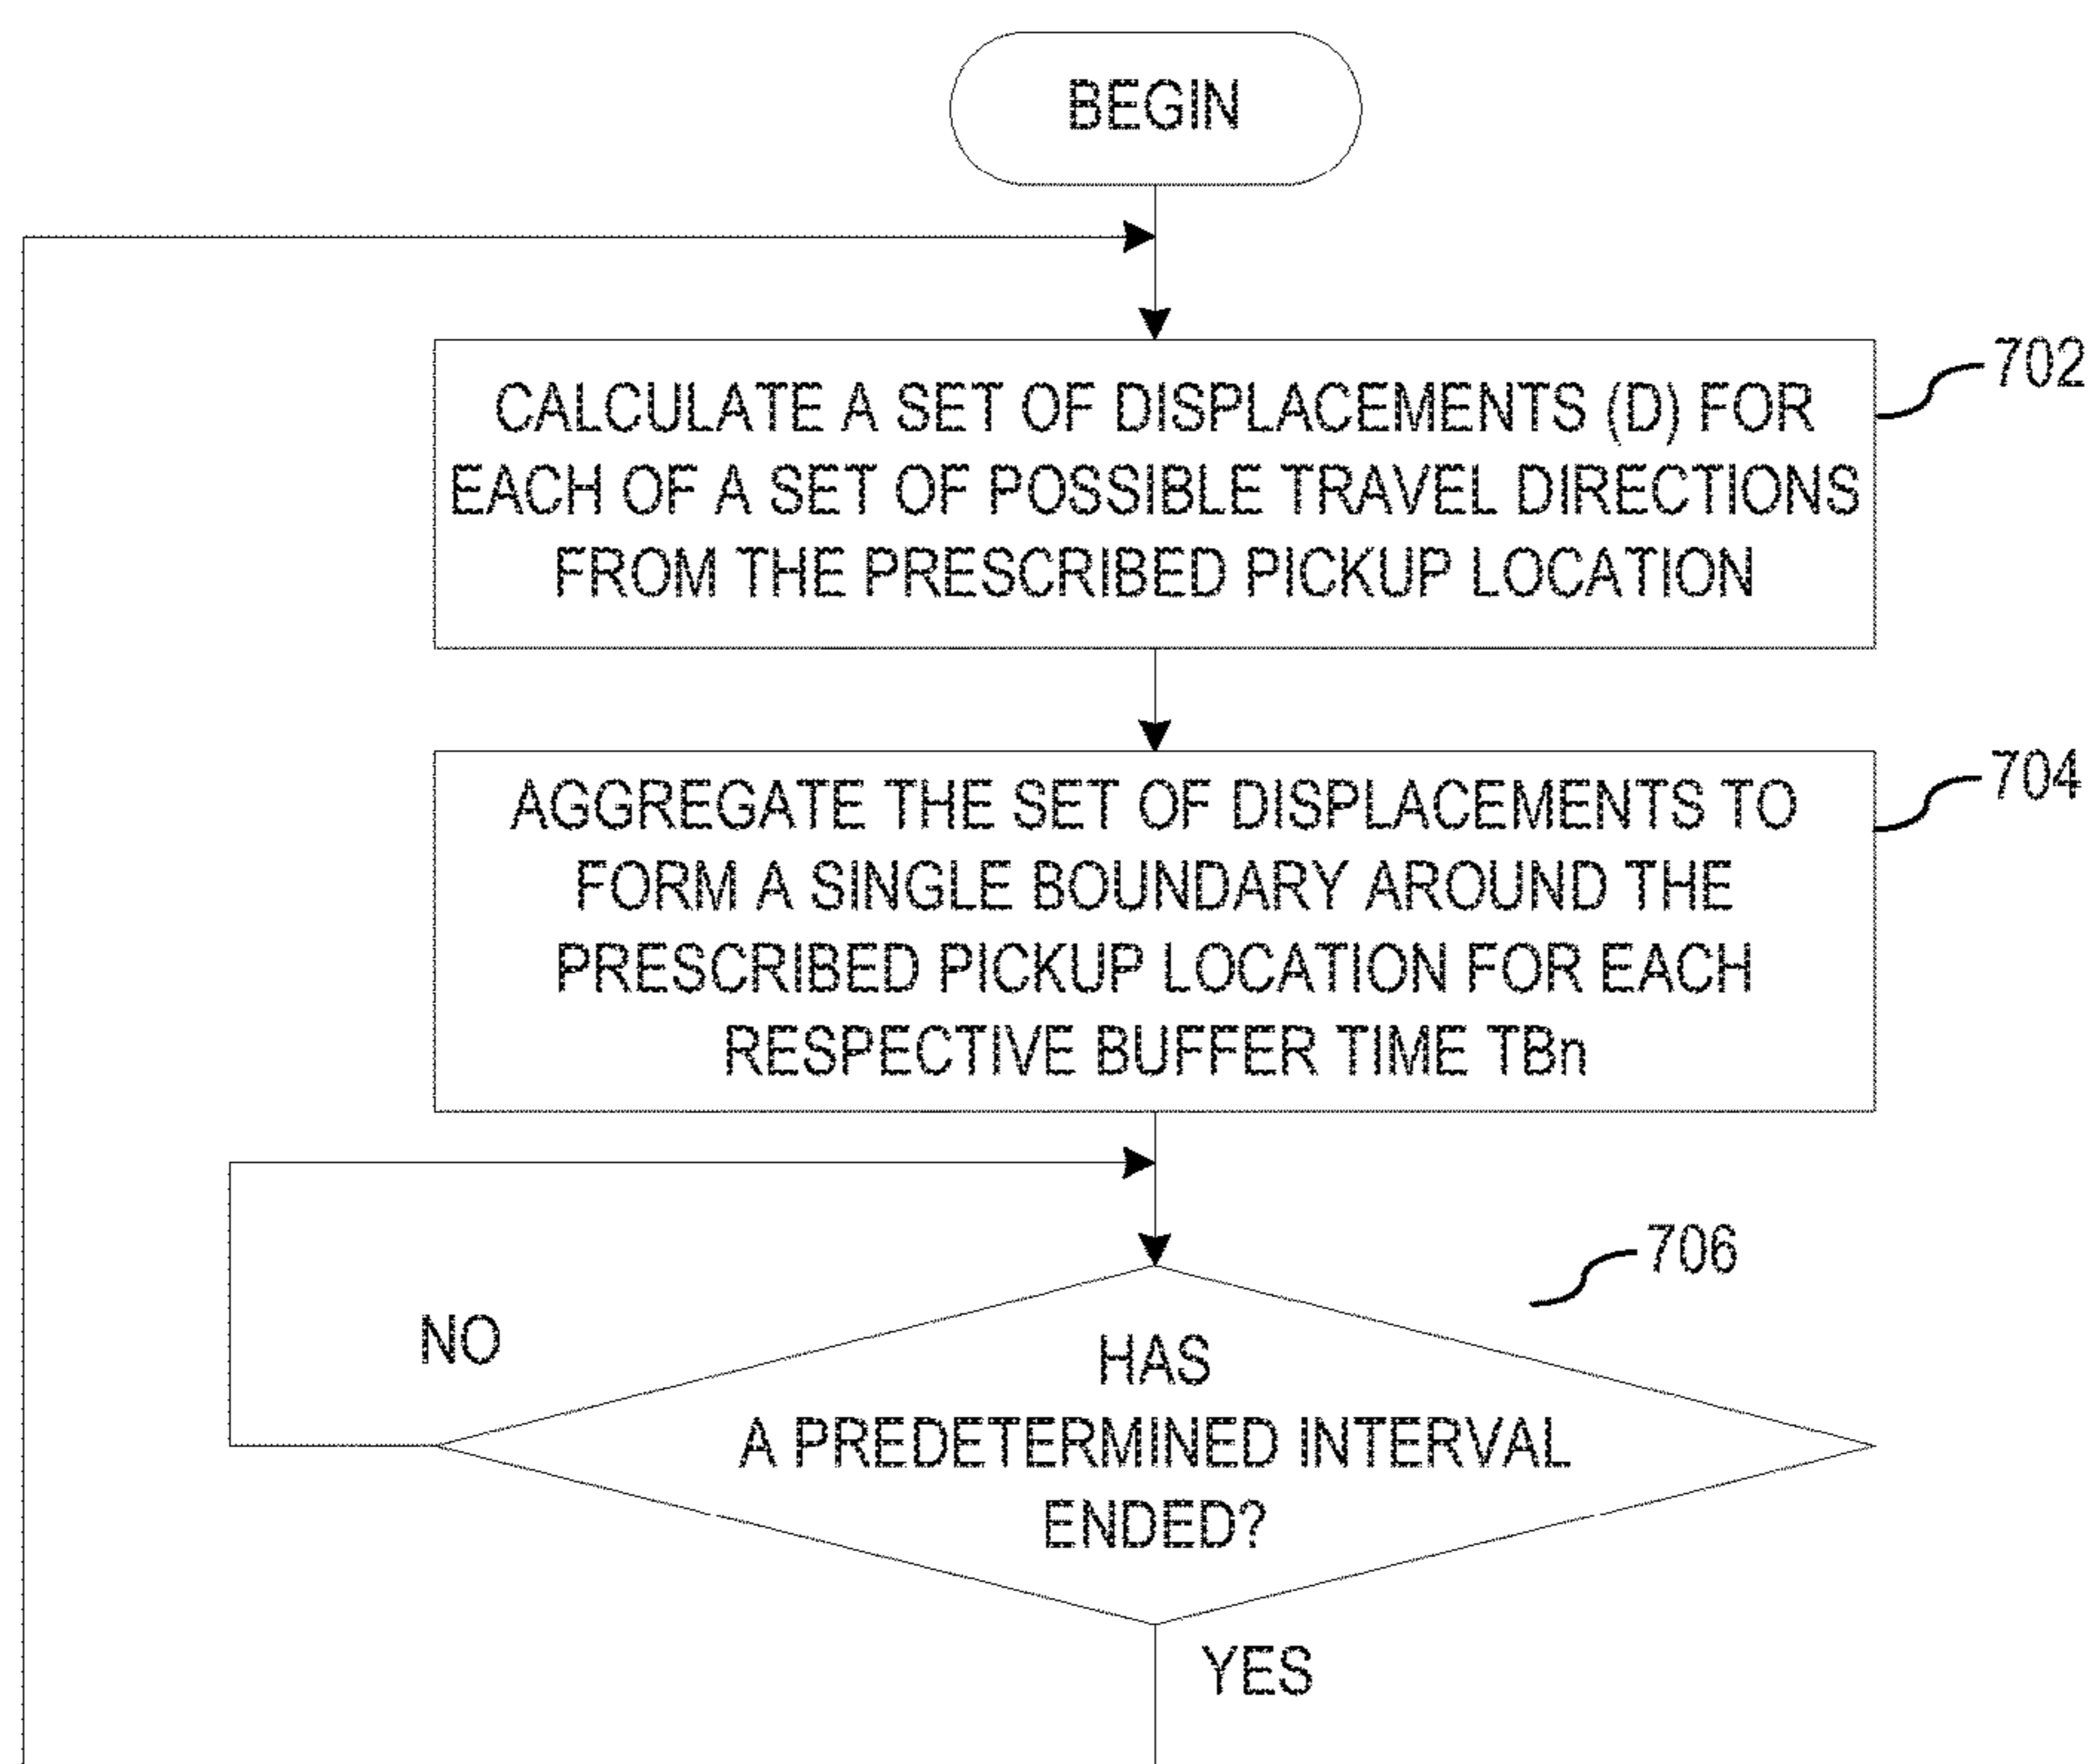 BEGIN
702
CALCULATE A SET OF DISPLACEMENTS (D) FOR
EACH OF A SET OF POSSIBLE TRAVEL DIRECTIONS
FROM THE PRESCRIBED PICKUP LOCATION
704
AGGREGATE THE SET OF DISPLACEMENTS TO
FORM A SINGLE BOUNDARY AROUND THE
PRESCRIBED PICKUP LOCATION FOR EACH
RESPECTIVE BUFFER TIME TBn
706
NO
HAS
A PREDETERMINED INTERVAL
ENDED?
YES